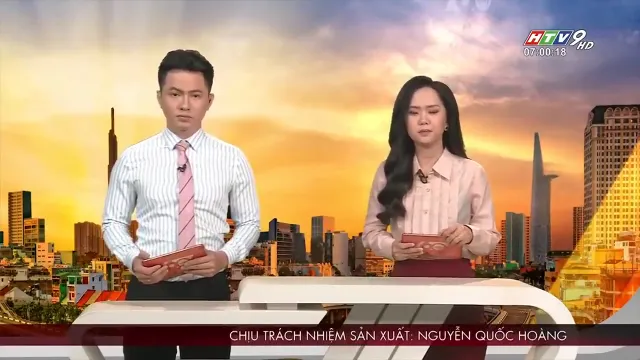 HTV9 HD
07:00:18
CHỊU TRÁCH NHIỆM SẢN XUẤT: NGUYỄN QUỐC HOÀNG